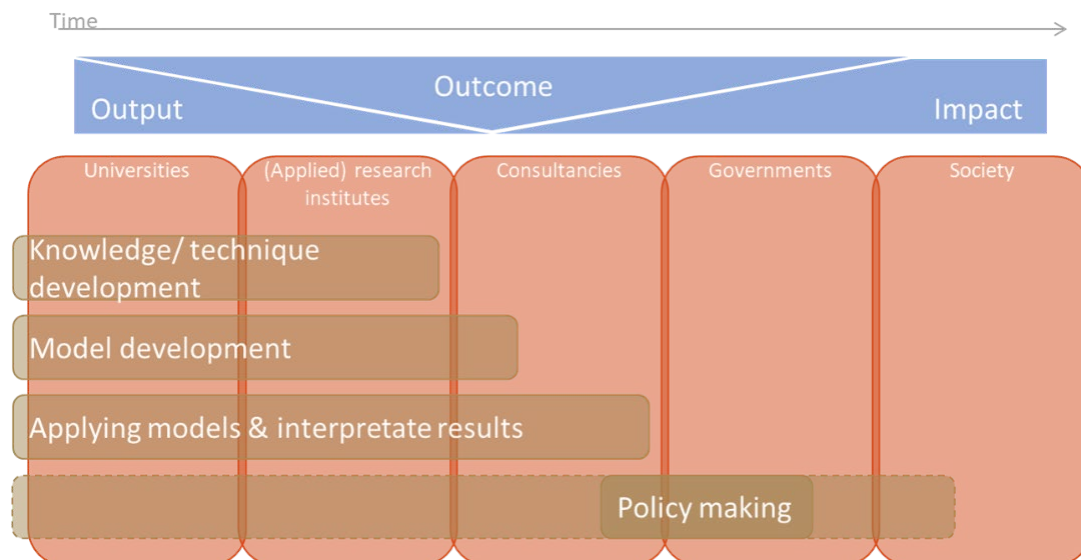 Time
Outcome
Output
Impact
Universities
(Applied) research
institutes
Consultancies
Governments
Society
Knowledge/ technique
development
Model development
Applying models & interpretate results
Policy making